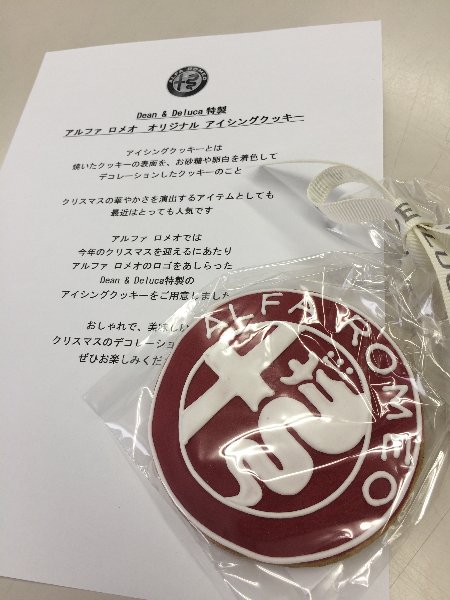 ALFA ROMEO
Dean & Deluca 特製
アルファ ロメオ オリジナル アイシングクッキー
アイシングクッキーとは
焼いたクッキーの表面を、お砂糖や卵白を着色して
デコレーションしたクッキーのこと
クリスマスの華やかさを演出するアイテムとしても
最近はとっても人気です
アルファ ロメオでは
今年のクリスマスを迎えるにあたり
アルファ ロメオのロゴをあしらった
Dean & Deluca特製の
アイシングクッキーをご用意しました
おしゃれで、美味しい
クリスマスのデコレーショ
ぜひお楽しみくだ
ALFA ROMEO